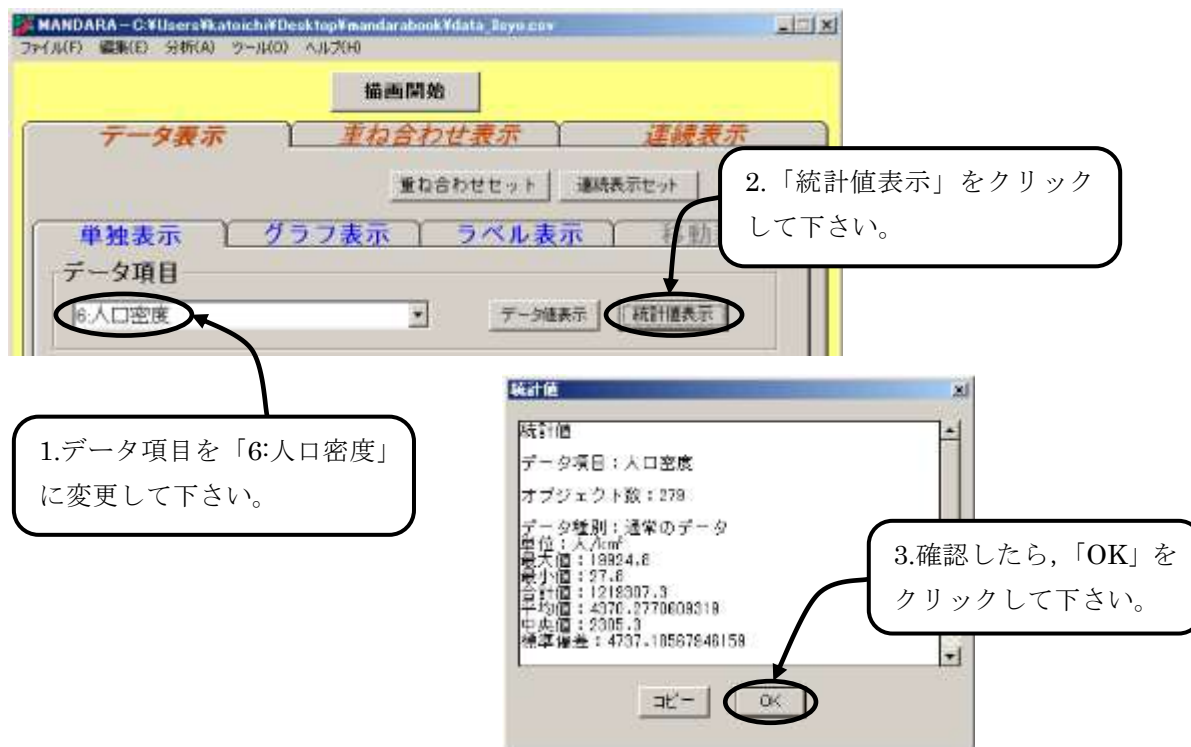 MANDARA - C:¥Users¥katoichi¥Desktop¥mandarabook¥data_8syo.csv
ファイル(F) 編集(E) 分析(A) ツール(O) ヘルプ(H)
描画開始
データ表示 重ね合わせ表示 連続表示
重ね合わせセット 連続表示セット
2.「統計値表示」をクリック
して下さい。
単独表示 グラフ表示 ラベル表示 移動
データ項目
6:人口密度 データ値表示 統計値表示
1.データ項目を「6:人口密度」
に変更して下さい。
統計値
統計値
データ項目：人口密度
オブジェクト数：279
データ種別：通常のデータ
単位：人/km²
最大値：19924.8
最小値：27.8
合計値：1219307.3
平均値：4370.2770609319
中央値：2305.3
標準偏差：4737.18567848159
3.確認したら,「OK」を
クリックして下さい。
コピー OK